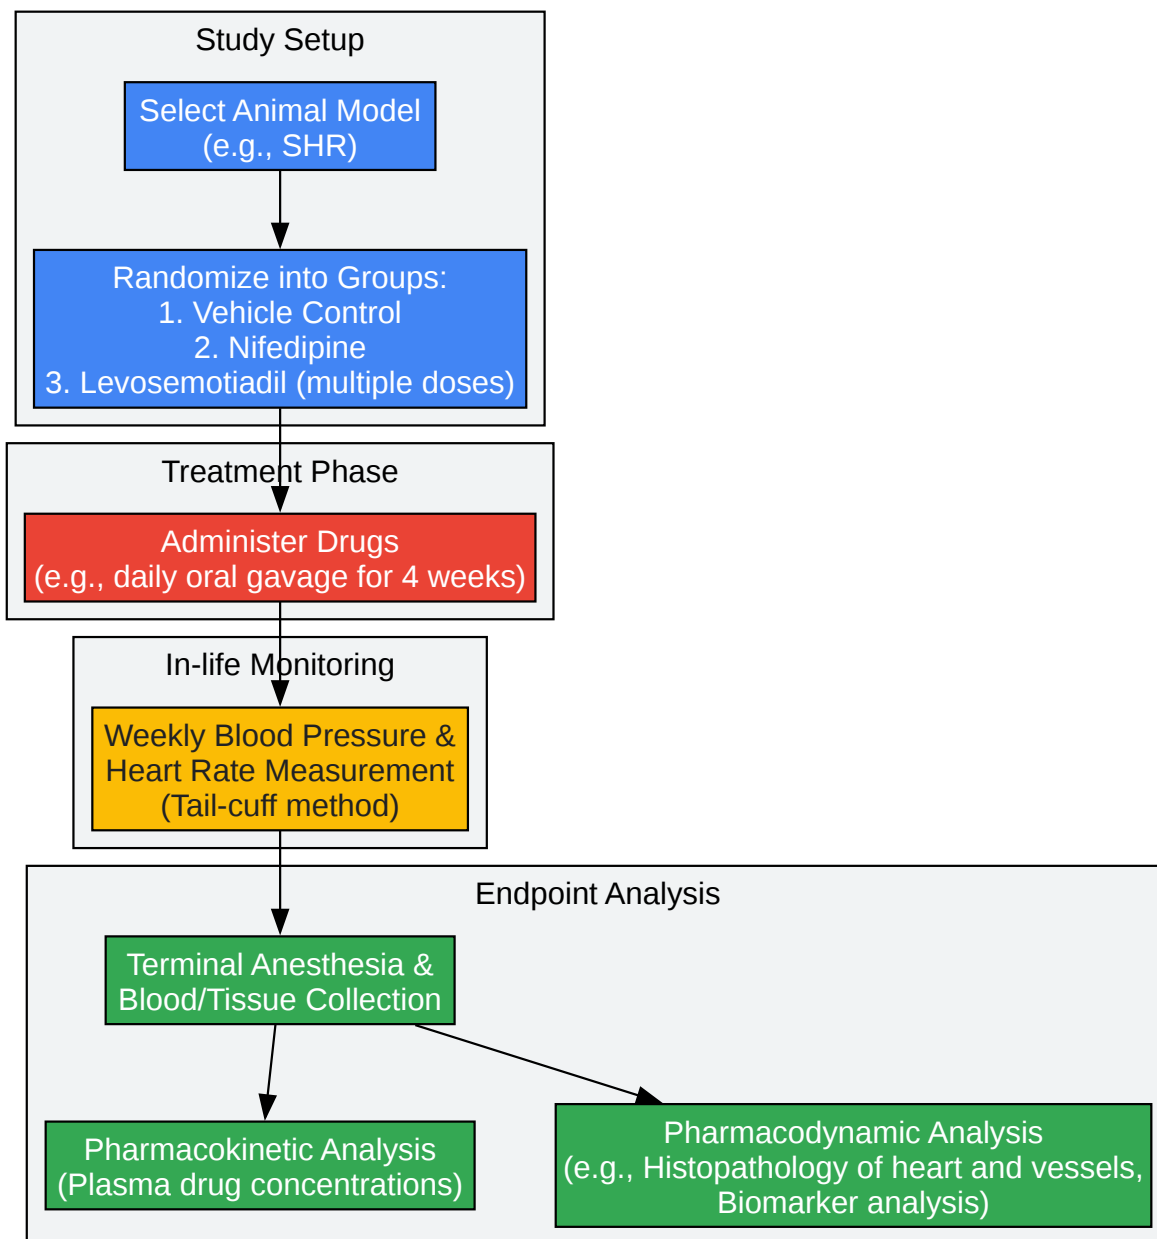 Study Setup
Select Animal Model
(e.g., SHR)
Randomize into Groups:
1. Vehicle Control
2. Nifedipine
3. Levosemotiadil (multiple doses)
Treatment Phase
Administer Drugs
(e.g., daily oral gavage for 4 weeks)
In-life Monitoring
Weekly Blood Pressure &
Heart Rate Measurement
(Tail-cuff method)
Endpoint Analysis
Terminal Anesthesia &
Blood/Tissue Collection
Pharmacokinetic Analysis
(Plasma drug concentrations)
Pharmacodynamic Analysis
(e.g., Histopathology of heart and vessels,
Biomarker analysis)